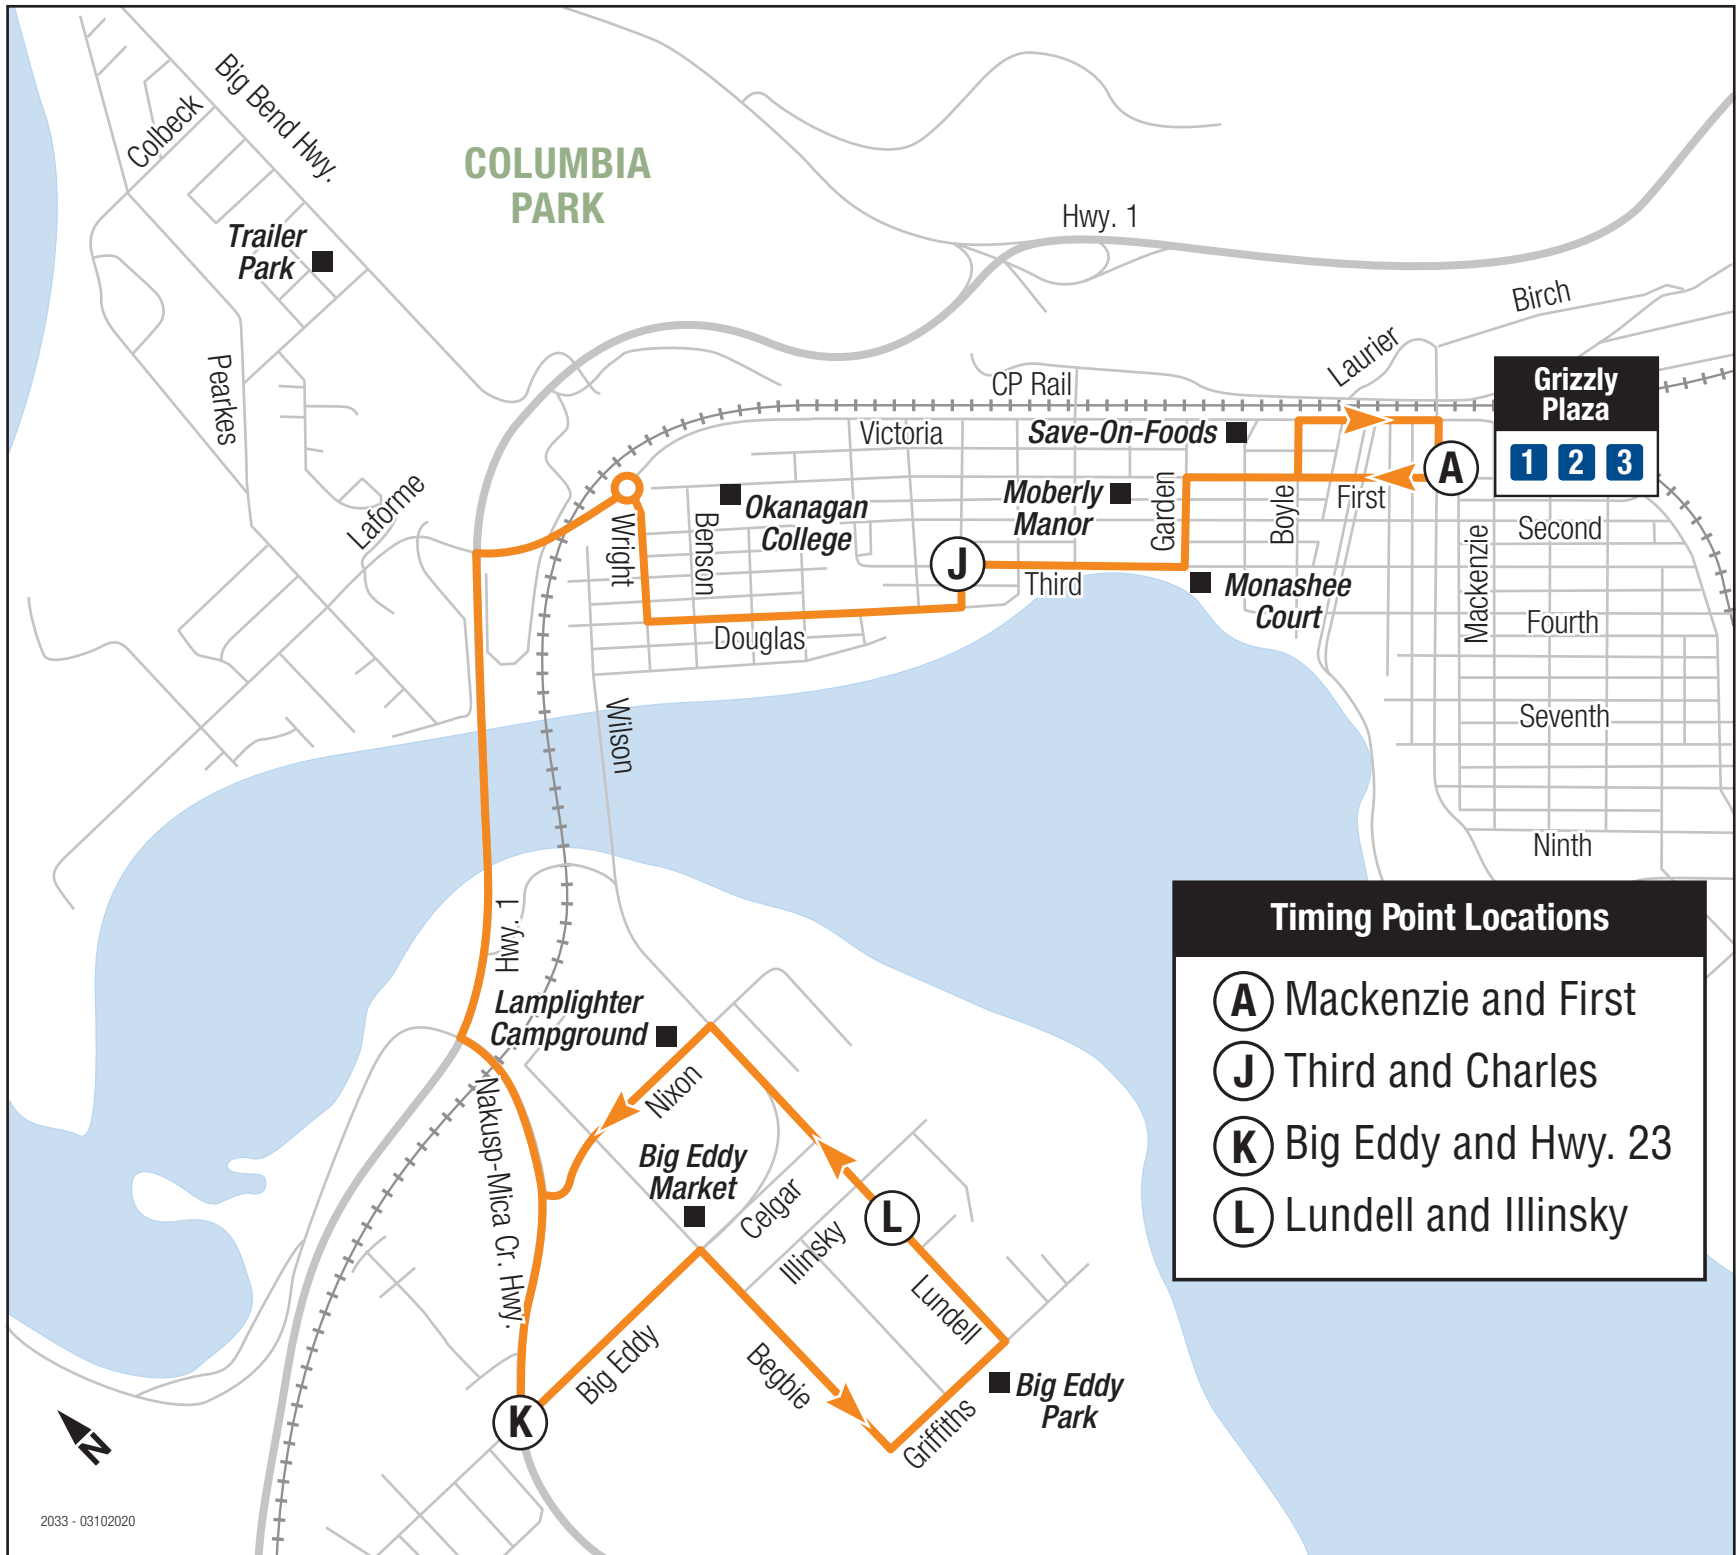 Big Bend Hwy.
Colbeck
COLUMBIA
PARK
Trailer
Park
Hwy. 1
Birch
Laurier
Pearkes
CP Rail
Grizzly
Plaza
1 2 3
Victoria
Save-On-Foods
A
Laforme
Okanagan
College
Moberly
Manor
Garden
Boyle
First
Wright
Benson
Mackenzie
Second
J
Third
Monashee
Court
Fourth
Douglas
Wilson
Seventh
Ninth
Hwy. 1
Timing Point Locations
A Mackenzie and First
J Third and Charles
K Big Eddy and Hwy. 23
L Lundell and Illinsky
Lamplighter
Campground
Nixon
Nakusp-Mica Cr. Hwy.
Big Eddy
Market
Celgar
Illinsky
L
Lundell
Big Eddy
Begbie
Big Eddy
Park
Griffiths
K
N
2033 - 03102020